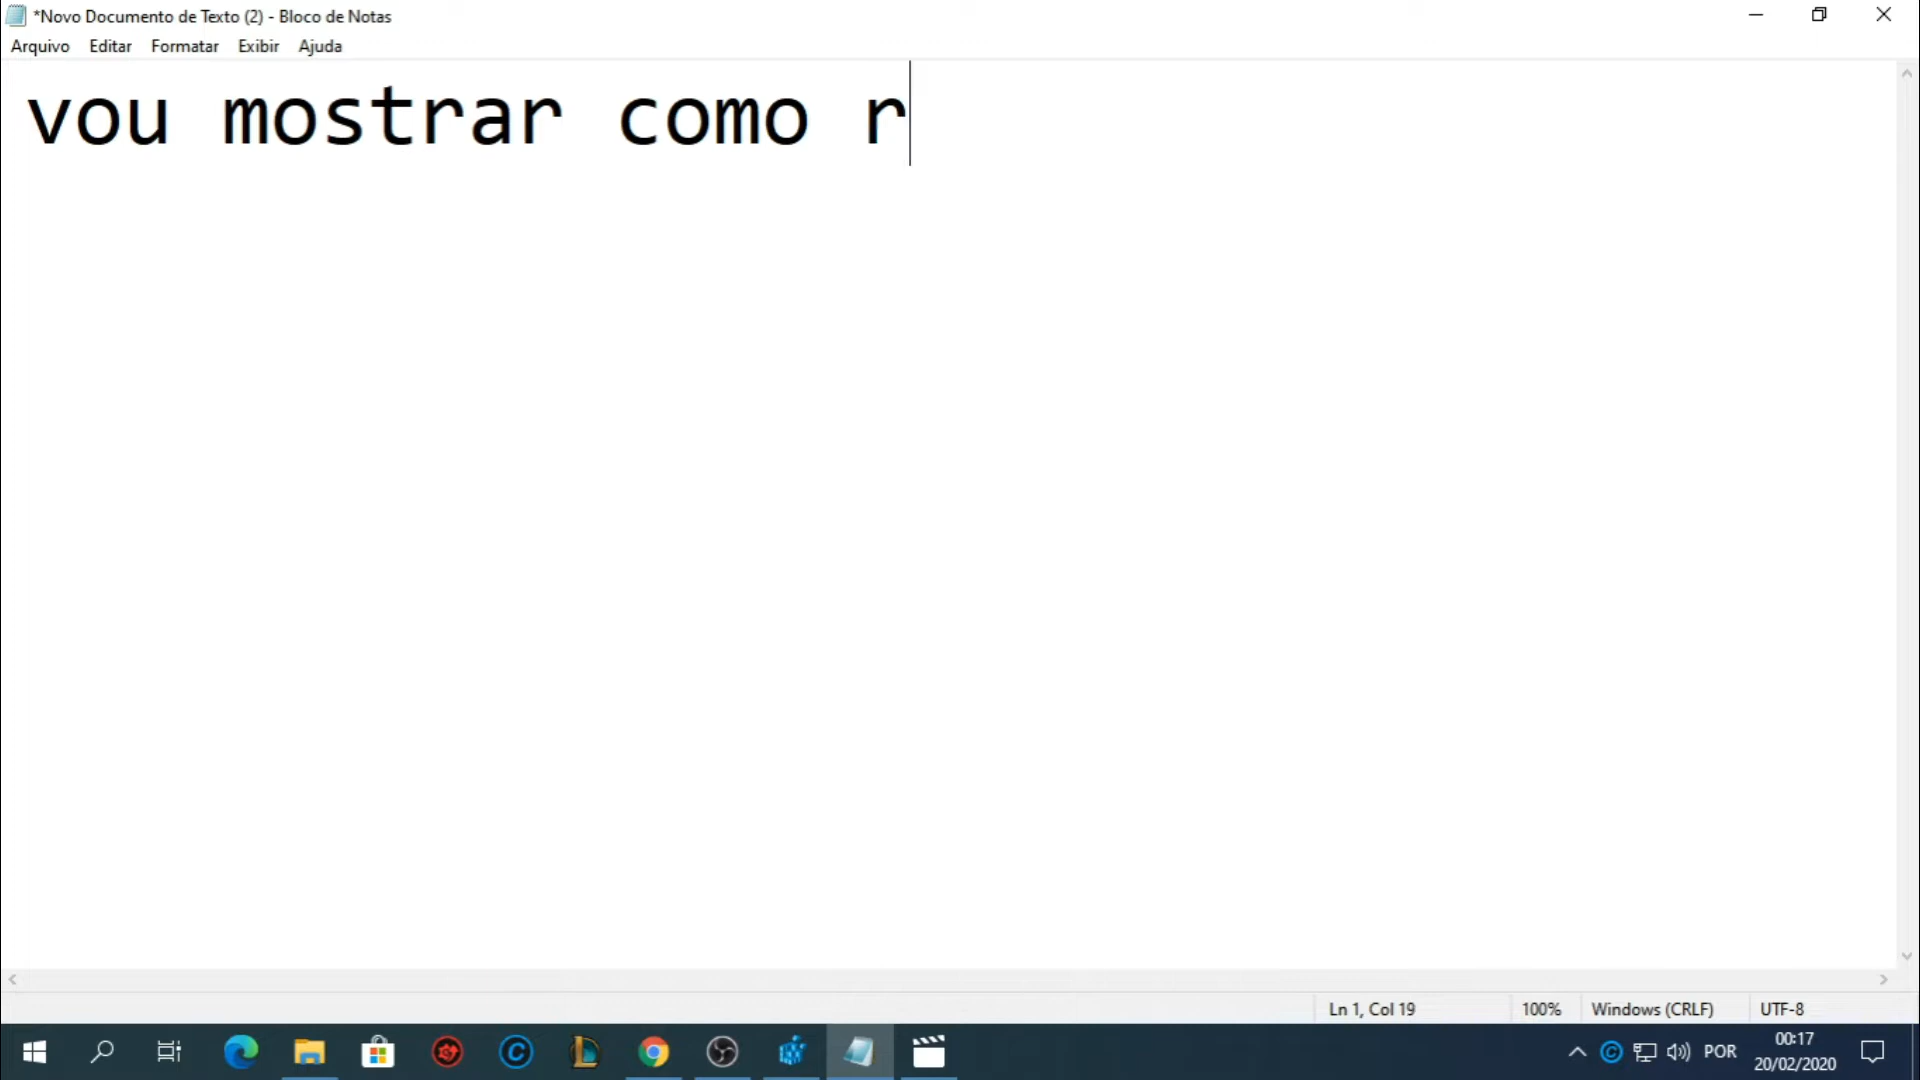 *Novo Documento de Texto (2) - Bloco de Notas
Arquivo Editar Formatar Exibir Ajuda
vou mostrar como r
Ln 1, Col 19 100% Windows (CRLF) UTF-8
POR
00:17
20/02/2020